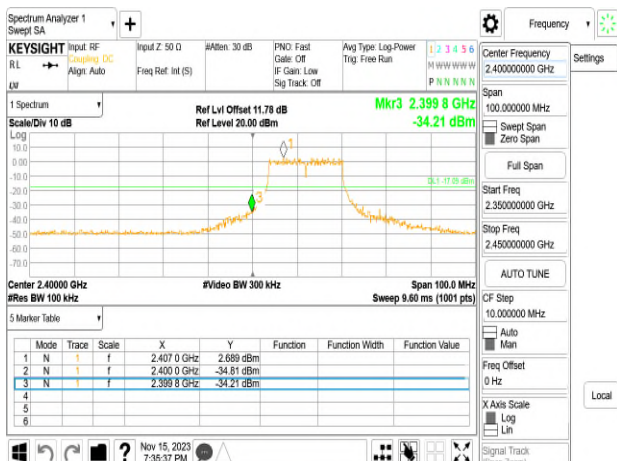 Spectrum Analyzer 1
Swept SA
+
Frequency
KEYSIGHT
RL
Input: RF
Coupling: DC
Align: Auto
Input Z: 50 Ω
Freq Ref: Int (S)
#Atten: 30 dB
PNO: Fast
Gate: Off
IF Gain: Low
Sig Track: Off
Avg Type: Log-Power
Trig: Free Run
1 2 3 4 5 6
M W W W W W
P N N N N N
Center Frequency
2.400000000 GHz
Settings
Span
100.000000 MHz
Swept Span
Zero Span
Full Span
Start Freq
2.350000000 GHz
Stop Freq
2.450000000 GHz
AUTO TUNE
CF Step
10.000000 MHz
Auto
Man
Freq Offset
0 Hz
X Axis Scale
Log
Lin
Signal Track
Local
1 Spectrum
Scale/Div 10 dB
Ref Lvl Offset 11.78 dB
Ref Level 20.00 dBm
Mkr3 2.399 8 GHz
-34.21 dBm
Log
10.0
0.00
-10.0
-20.0
-30.0
-40.0
-50.0
-60.0
-70.0
1
3
DL1 -17.05 dBm
Center 2.40000 GHz
#Res BW 100 kHz
#Video BW 300 kHz
Span 100.0 MHz
Sweep 9.60 ms (1001 pts)
5 Marker Table
Mode Trace Scale X Y Function Function Width Function Value
1 N 1 f 2.407 0 GHz 2.689 dBm
2 N 1 f 2.400 0 GHz -34.81 dBm
3 N 1 f 2.399 8 GHz -34.21 dBm
4
5
6
?
Nov 15, 2023
7:35:37 PM